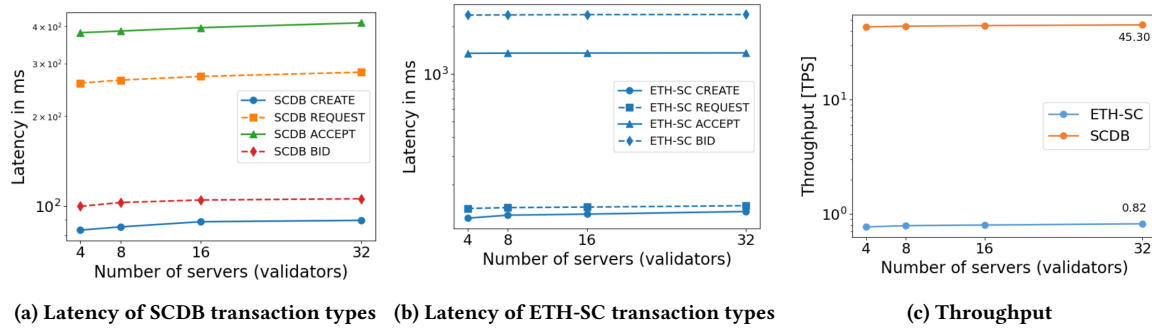 4 × 10²
3 × 10²
2 × 10²
10²
Latency in ms
SCDB CREATE
SCDB REQUEST
SCDB ACCEPT
SCDB BID
4 8 16 32
Number of servers (validators)
(a) Latency of SCDB transaction types
10³
Latency in ms
ETH-SC CREATE
ETH-SC REQUEST
ETH-SC ACCEPT
ETH-SC BID
4 8 16 32
Number of servers (validators)
(b) Latency of ETH-SC transaction types
10¹
10⁰
Throughput [TPS]
45.30
ETH-SC
SCDB
0.82
4 8 16 32
Number of servers (validators)
(c) Throughput